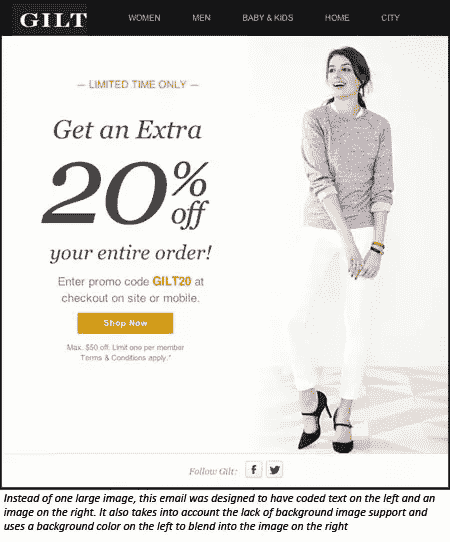 GILT WOMEN MEN BABY & KIDS HOME CITY
— LIMITED TIME ONLY —
Get an Extra
20% off
your entire order!
Enter promo code GILT20 at
checkout on site or mobile.
Shop Now
Max. $50 off. Limit one per member
Terms & Conditions apply.*
Follow Gilt:
Instead of one large image, this email was designed to have coded text on the left and an
image on the right. It also takes into account the lack of background image support and
uses a background color on the left to blend into the image on the right